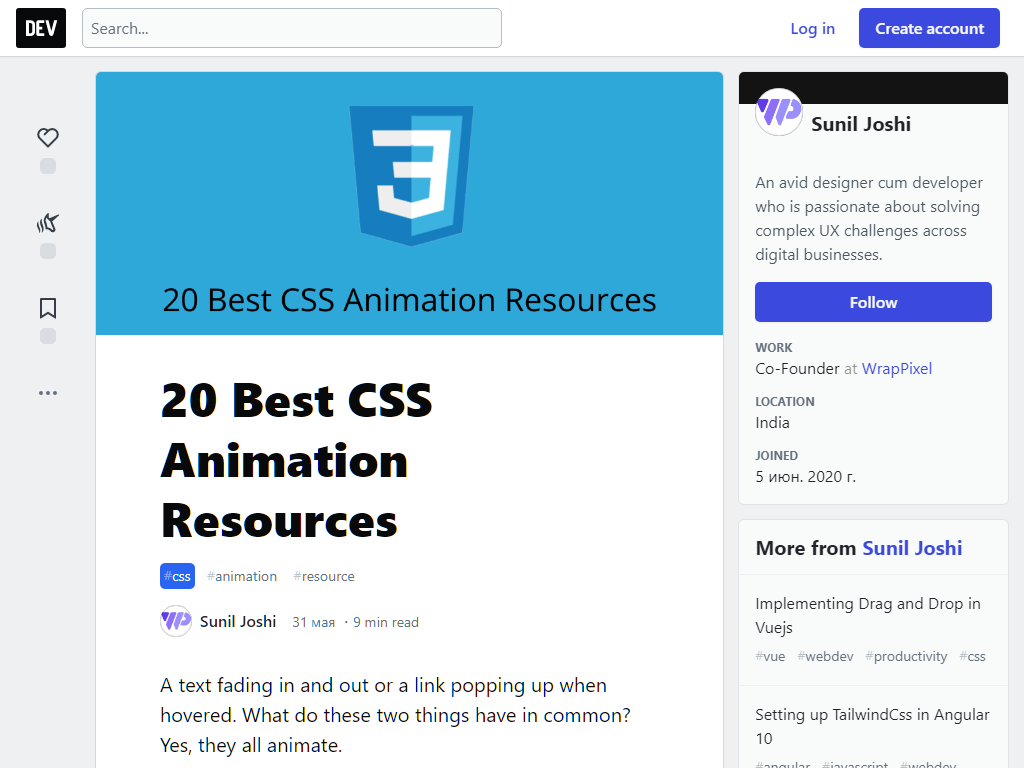 DEV
Search...
Log in
Create account
20 Best CSS Animation Resources
20 Best CSS
Animation
Resources
#css #animation #resource
Sunil Joshi 31 мая ・9 min read
A text fading in and out or a link popping up when
hovered. What do these two things have in common?
Yes, they all animate.
Sunil Joshi
An avid designer cum developer
who is passionate about solving
complex UX challenges across
digital businesses.
Follow
WORK
Co-Founder at WrapPixel
LOCATION
India
JOINED
5 июн. 2020 г.
More from Sunil Joshi
Implementing Drag and Drop in
Vuejs
#vue #webdev #productivity #css
Setting up TailwindCss in Angular
10
#angular #javascript #webdev